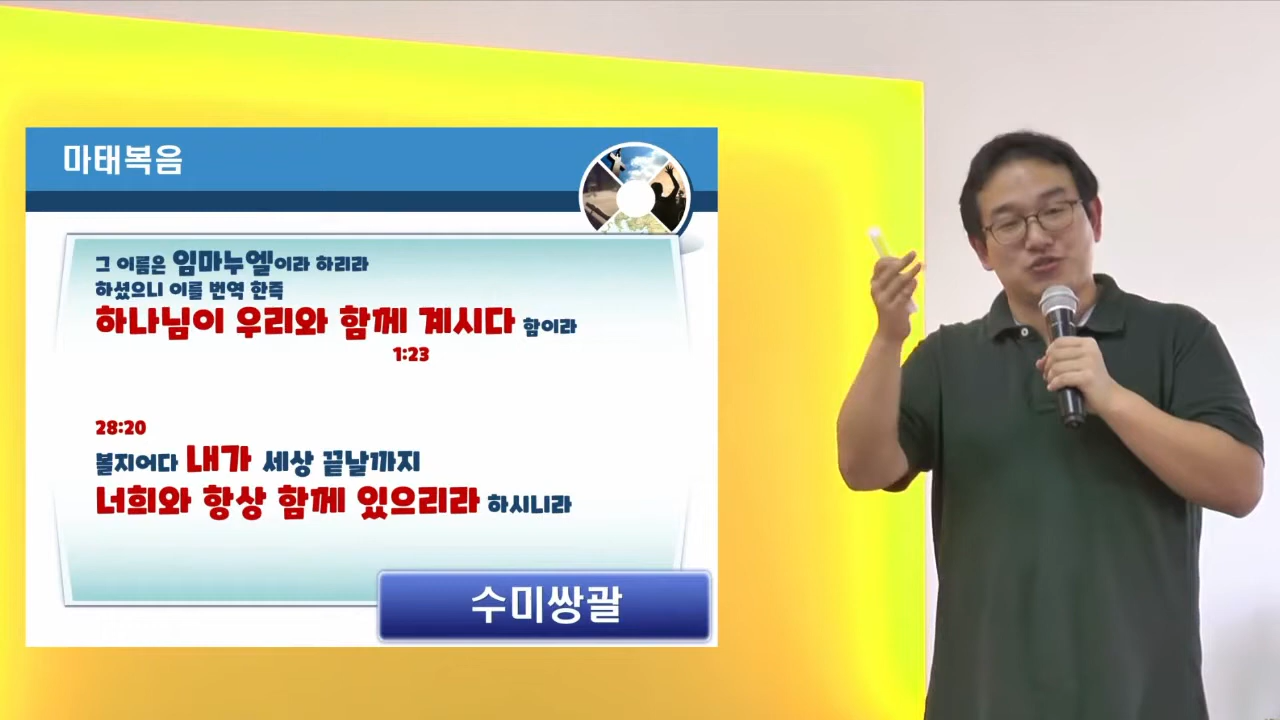 마태복음
그 이름은 임마누엘이라 하리라
하셨으니 이를 번역 한즉
하나님이 우리와 함께 계시다 함이라
1:23
28:20
볼지어다 내가 세상 끝날까지
너희와 항상 함께 있으리라 하시니라
수미쌍괄